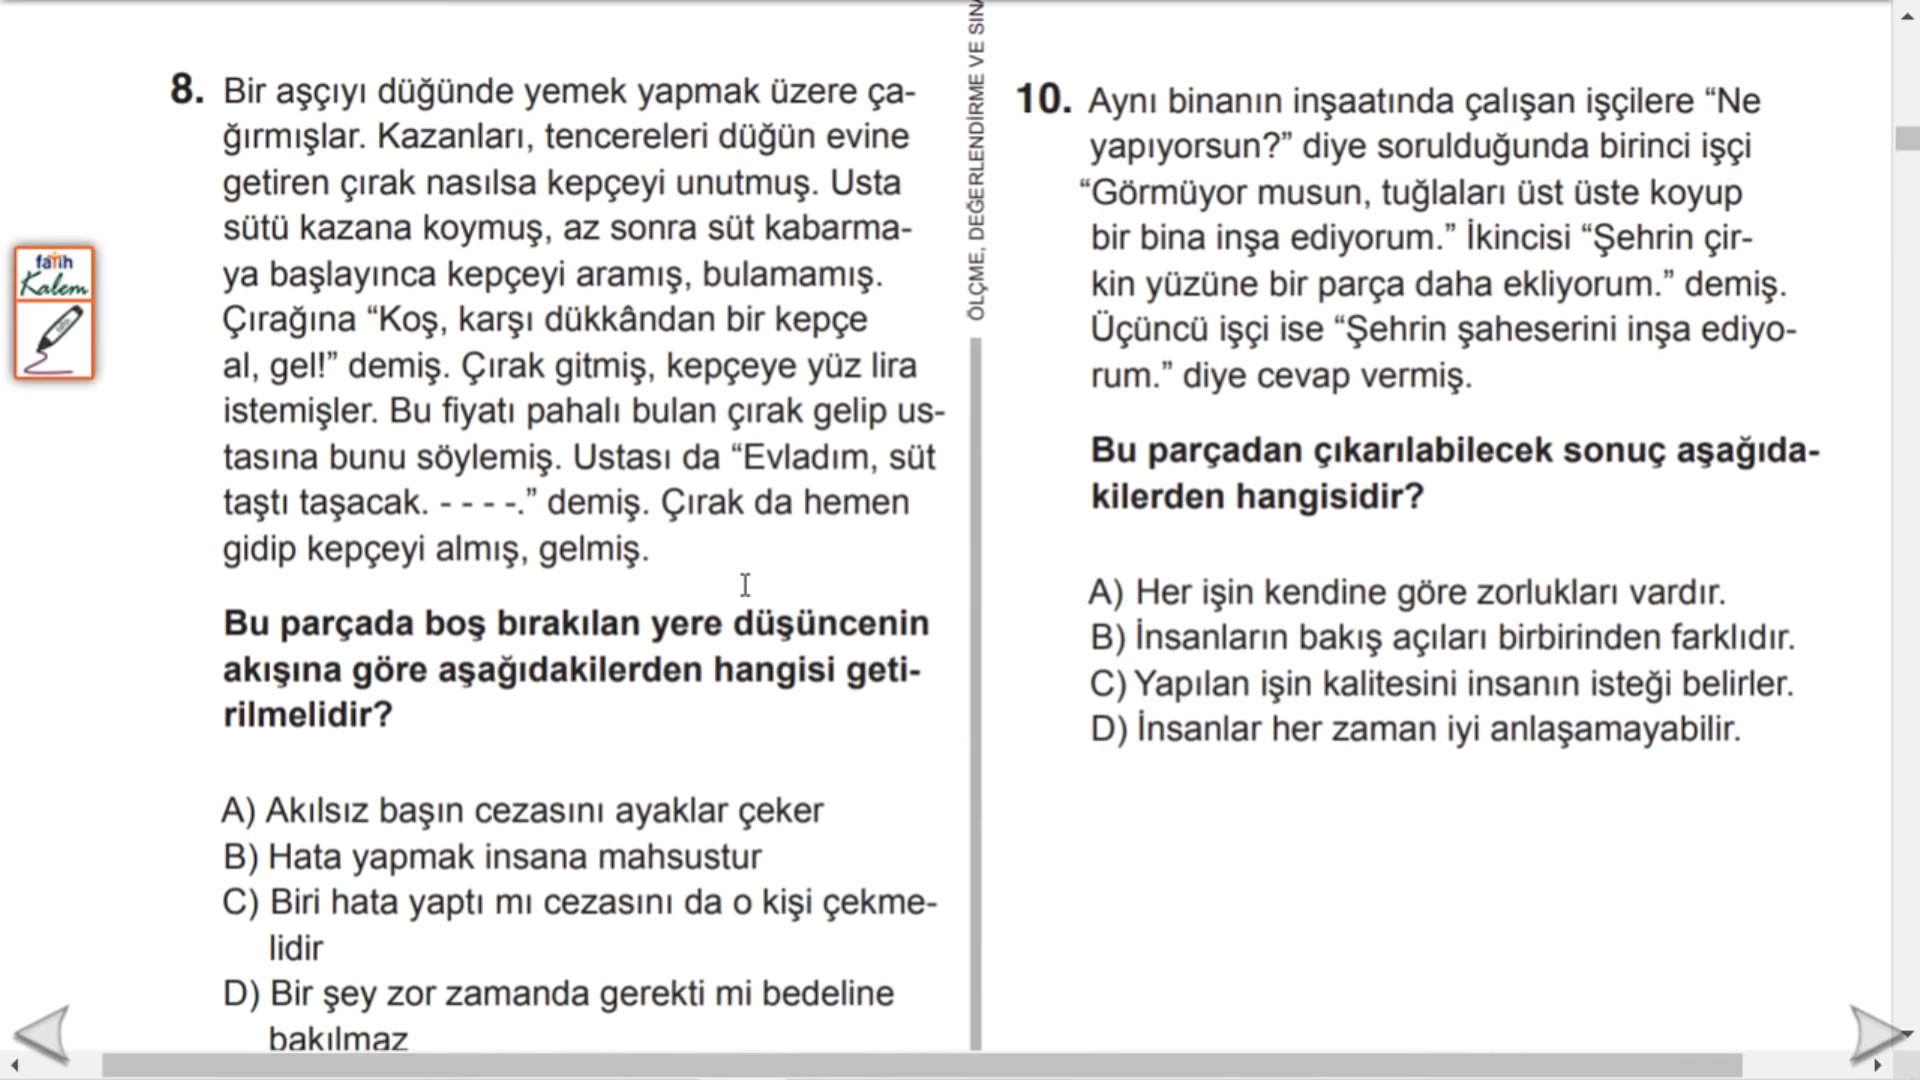 8. Bir aşçıyı düğünde yemek yapmak üzere ça-
ğırmışlar. Kazanları, tencereleri düğün evine
getiren çırak nasılsa kepçeyi unutmuş. Usta
sütü kazana koymuş, az sonra süt kabarma-
ya başlayınca kepçeyi aramış, bulamamış.
Çırağına “Koş, karşı dükkândan bir kepçe
al, gel!” demiş. Çırak gitmiş, kepçeye yüz lira
istemişler. Bu fiyatı pahalı bulan çırak gelip us-
tasına bunu söylemiş. Ustası da “Evladım, süt
taştı taşacak. - - - -.” demiş. Çırak da hemen
gidip kepçeyi almış, gelmiş.
Bu parçada boş bırakılan yere düşüncenin
akışına göre aşağıdakilerden hangisi geti-
rilmelidir?
A) Akılsız başın cezasını ayaklar çeker
B) Hata yapmak insana mahsustur
C) Biri hata yaptı mı cezasını da o kişi çekme-
lidir
D) Bir şey zor zamanda gerekti mi bedeline
bakılmaz
ÖLÇME, DEĞERLENDİRME VE SINA
10. Aynı binanın inşaatında çalışan işçilere “Ne
yapıyorsun?” diye sorulduğunda birinci işçi
“Görmüyor musun, tuğlaları üst üste koyup
bir bina inşa ediyorum.” İkincisi “Şehrin çir-
kin yüzüne bir parça daha ekliyorum.” demiş.
Üçüncü işçi ise “Şehrin şaheserini inşa ediyo-
rum.” diye cevap vermiş.
Bu parçadan çıkarılabilecek sonuç aşağıda-
kilerden hangisidir?
A) Her işin kendine göre zorlukları vardır.
B) İnsanların bakış açıları birbirinden farklıdır.
C) Yapılan işin kalitesini insanın isteği belirler.
D) İnsanlar her zaman iyi anlaşamayabilir.
fatih
Kalem